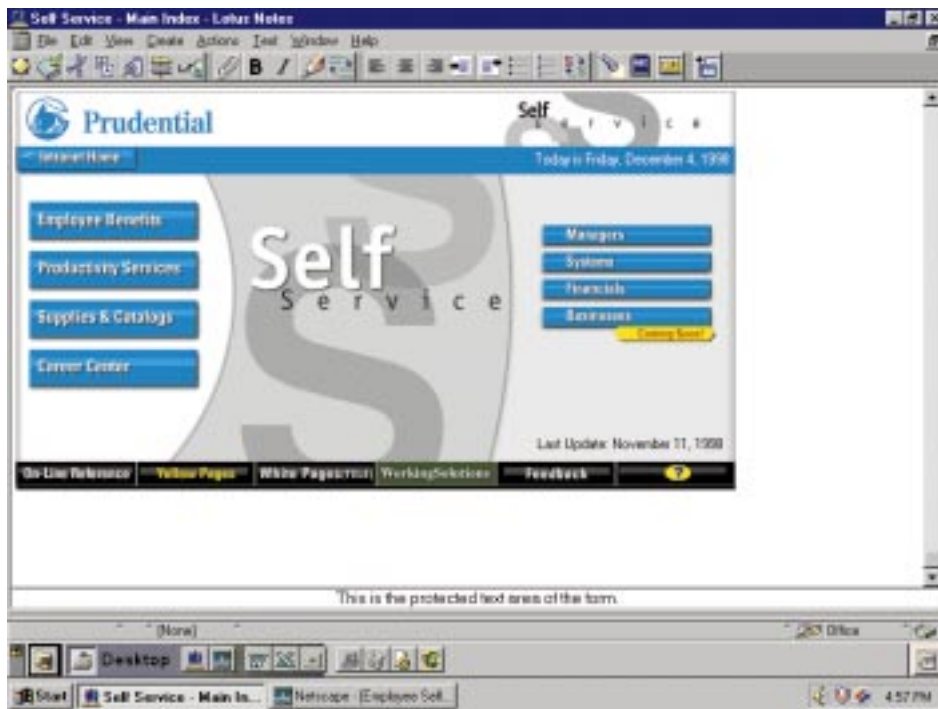 Self Service - Main Index - Lotus Notes
File Edit View Create Actions Text Window Help
B I
Prudential
Self
Service
Intranet Home
Today is Friday, December 4, 1998
Employee Benefits
Productivity Services
Supplies & Catalogs
Career Center
Self
Service
Managers
Systems
Financials
Businesses
Coming Soon!
Last Update: November 11, 1998
On-Line Reference
Yellow Pages
White Pages
WorkingSolutions
Feedback
?
This is the protected text area of the form.
(None)
Office
Desktop
Start
Self Service - Main In...
Netscape - [Employee Self...
4:57 PM